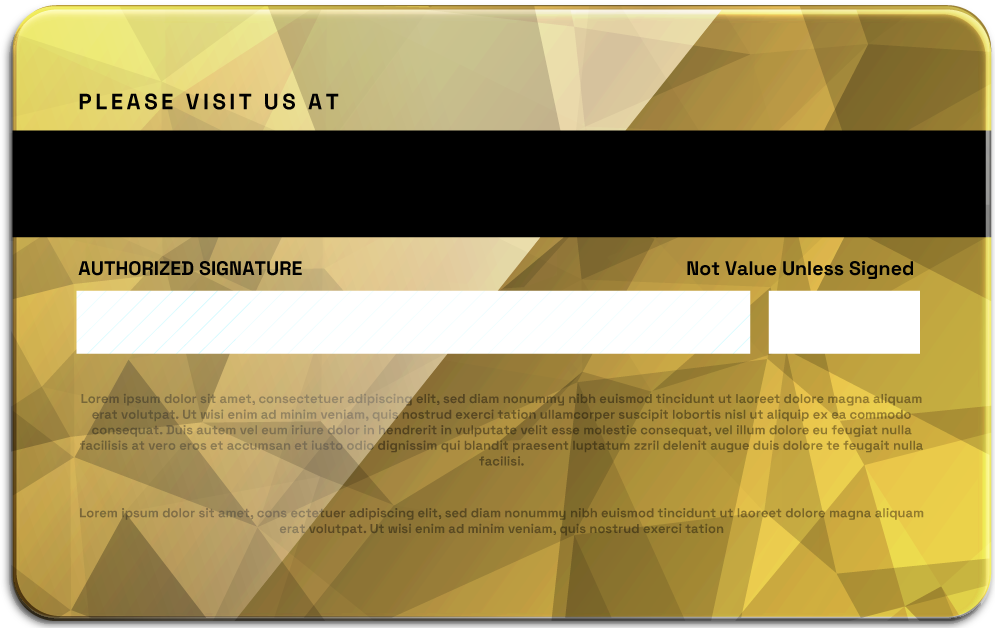 PLEASE VISIT US AT
AUTHORIZED SIGNATURE
Not Value Unless Signed
Lorem ipsum dolor sit amet, consectetuer adipiscing elit, sed diam nonummy nibh euismod tincidunt ut laoreet dolore magna aliquam
erat volutpat. Ut wisi enim ad minim veniam, quis nostrud exerci tation ullamcorper suscipit lobortis nisl ut aliquip ex ea commodo
consequat. Duis autem vel eum iriure dolor in hendrerit in vulputate velit esse molestie consequat, vel illum dolore eu feugiat nulla
facilisis at vero eros et accumsan et iusto odio dignissim qui blandit praesent luptatum zzril delenit augue duis dolore te feugait nulla
facilisi.
Lorem ipsum dolor sit amet, cons ectetuer adipiscing elit, sed diam nonummy nibh euismod tincidunt ut laoreet dolore magna aliquam
erat volutpat. Ut wisi enim ad minim veniam, quis nostrud exerci tation